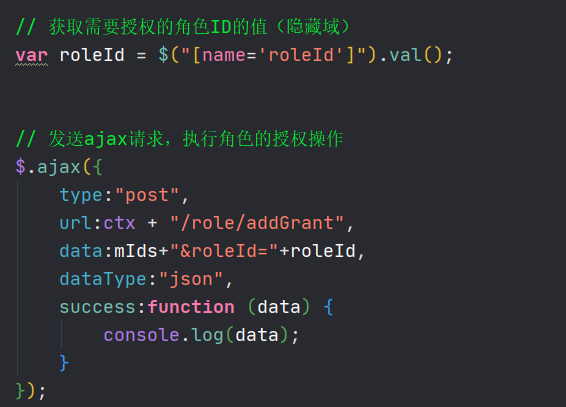 // 获取需要授权的角色ID的值（隐藏域）
var roleId = $("[name='roleId']").val();
// 发送ajax请求，执行角色的授权操作
$.ajax({
type:"post",
url:ctx + "/role/addGrant",
data:mIds+"&roleId="+roleId,
dataType:"json",
success:function (data) {
console.log(data);
}
});